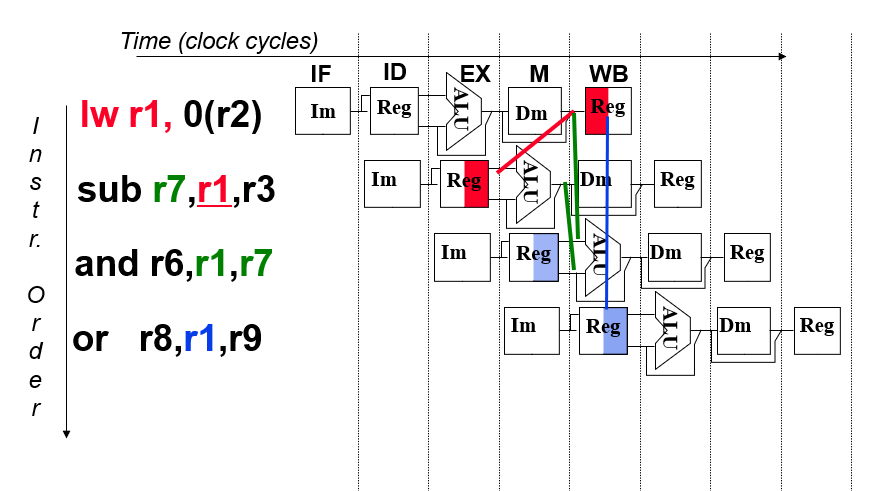 Time (clock cycles)
IF ID EX M WB
lw r1, 0(r2)
Im Reg ALU Dm Reg
sub r7,r1,r3
Im Reg ALU Dm Reg
and r6,r1,r7
Im Reg ALU Dm Reg
or r8,r1,r9
Im Reg ALU Dm Reg
Instr.
Order